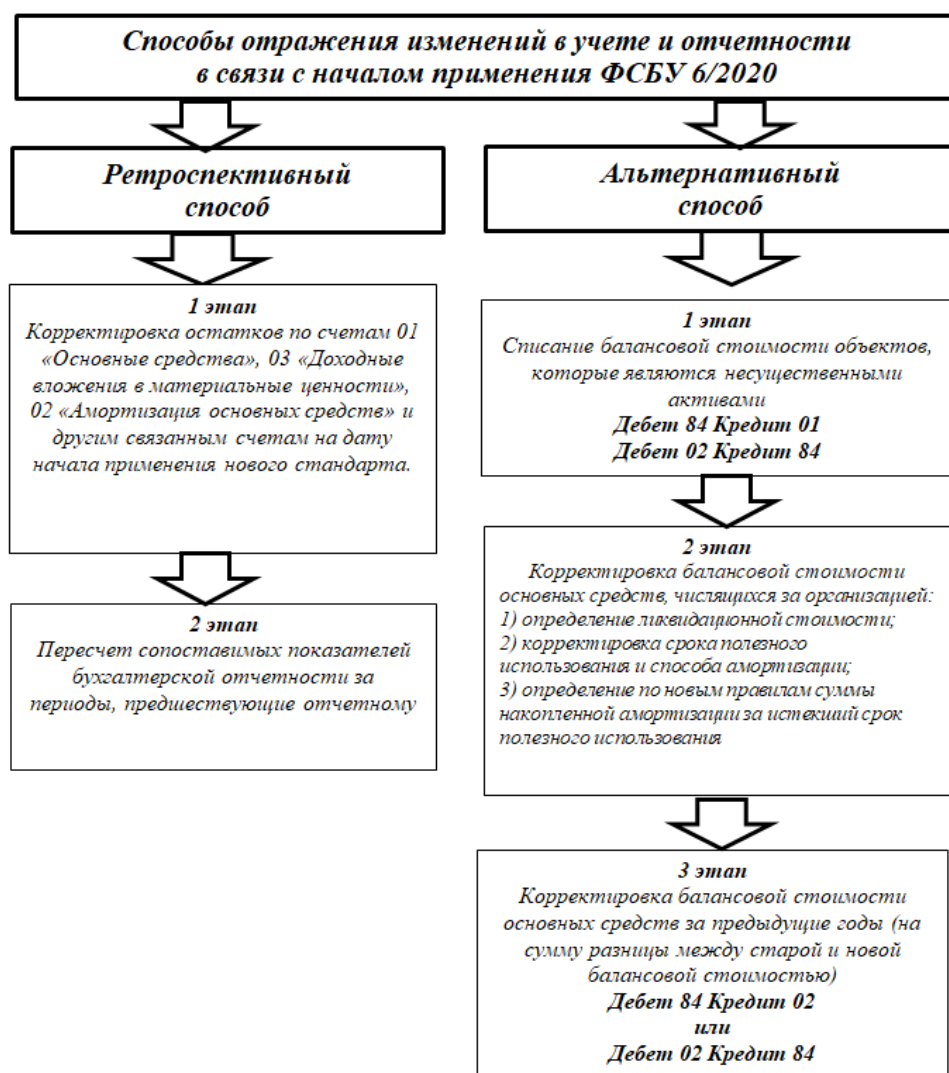 Способы отражения изменений в учете и отчетности
в связи с началом применения ФСБУ 6/2020
Ретроспективный
способ
1 этап
Корректировка остатков по счетам 01
«Основные средства», 03 «Доходные
вложения в материальные ценности»,
02 «Амортизация основных средств» и
другим связанным счетам на дату
начала применения нового стандарта.
2 этап
Пересчет сопоставимых показателей
бухгалтерской отчетности за
периоды, предшествующие отчетному
Альтернативный
способ
1 этап
Списание балансовой стоимости объектов,
которые являются несущественными
активами
Дебет 84 Кредит 01
Дебет 02 Кредит 84
2 этап
Корректировка балансовой стоимости
основных средств, числящихся за организацией:
1) определение ликвидационной стоимости;
2) корректировка срока полезного
использования и способа амортизации;
3) определение по новым правилам суммы
накопленной амортизации за истекший срок
полезного использования
3 этап
Корректировка балансовой стоимости
основных средств за предыдущие годы (на
сумму разницы между старой и новой
балансовой стоимостью)
Дебет 84 Кредит 02
или
Дебет 02 Кредит 84